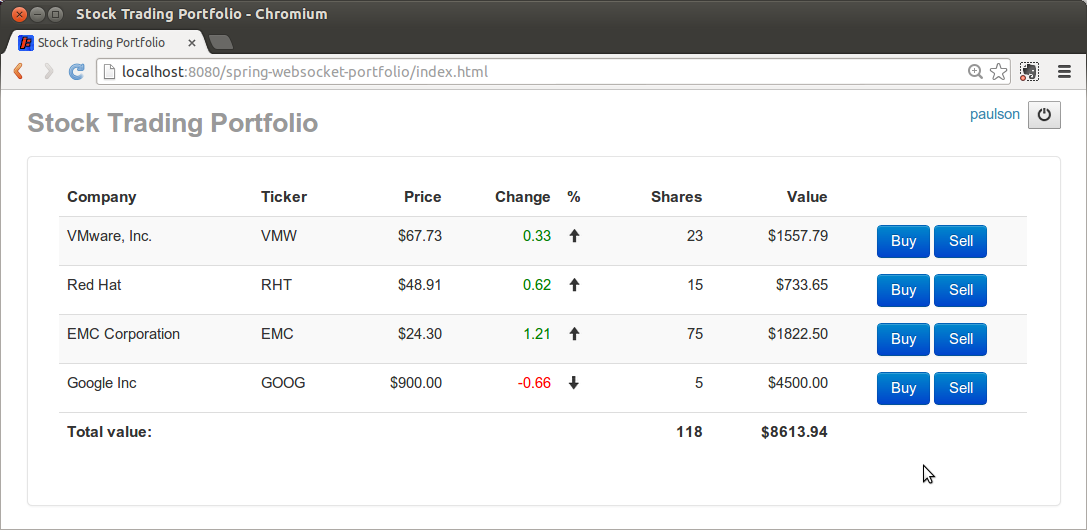 Stock Trading Portfolio - Chromium
Stock Trading Portfolio
localhost:8080/spring-websocket-portfolio/index.html
Stock Trading Portfolio
paulson
Company Ticker Price Change % Shares Value
VMware, Inc. VMW $67.73 0.33 23 $1557.79 Buy Sell
Red Hat RHT $48.91 0.62 15 $733.65 Buy Sell
EMC Corporation EMC $24.30 1.21 75 $1822.50 Buy Sell
Google Inc GOOG $900.00 -0.66 5 $4500.00 Buy Sell
Total value: 118 $8613.94